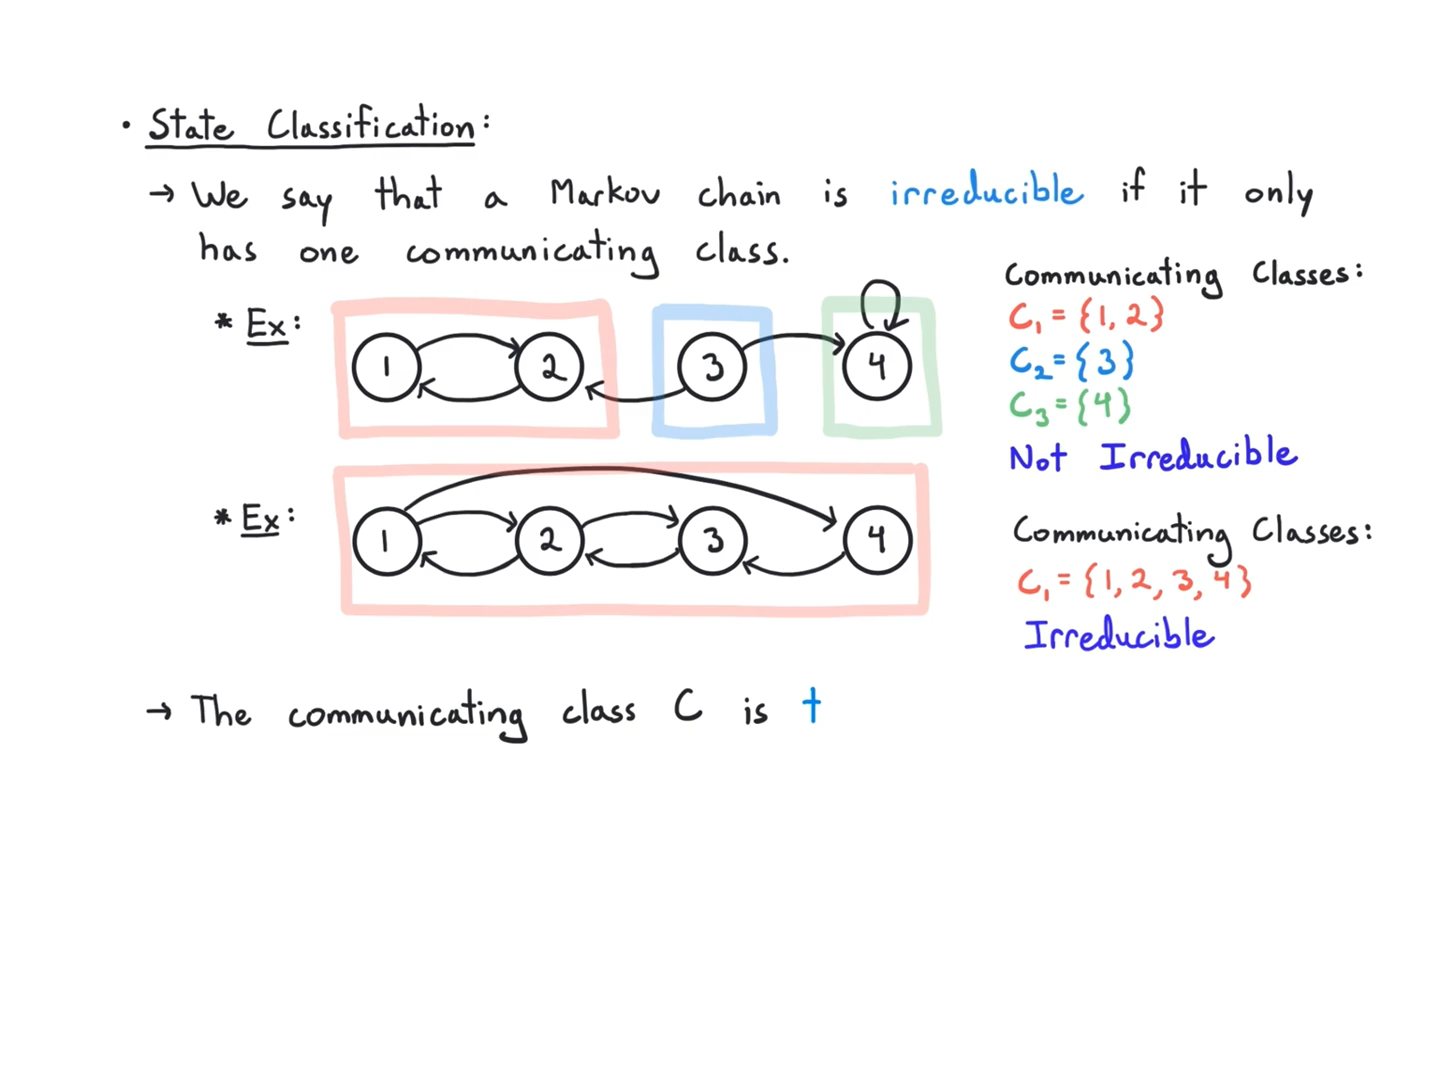 • State Classification:
→ We say that a Markov chain is irreducible if it only
has one communicating class.
* Ex:
1 2 3 4
Communicating Classes:
C₁ = {1, 2}
C₂ = {3}
C₃ = {4}
Not Irreducible
* Ex:
1 2 3 4
Communicating Classes:
C₁ = {1, 2, 3, 4}
Irreducible
→ The communicating class C is t